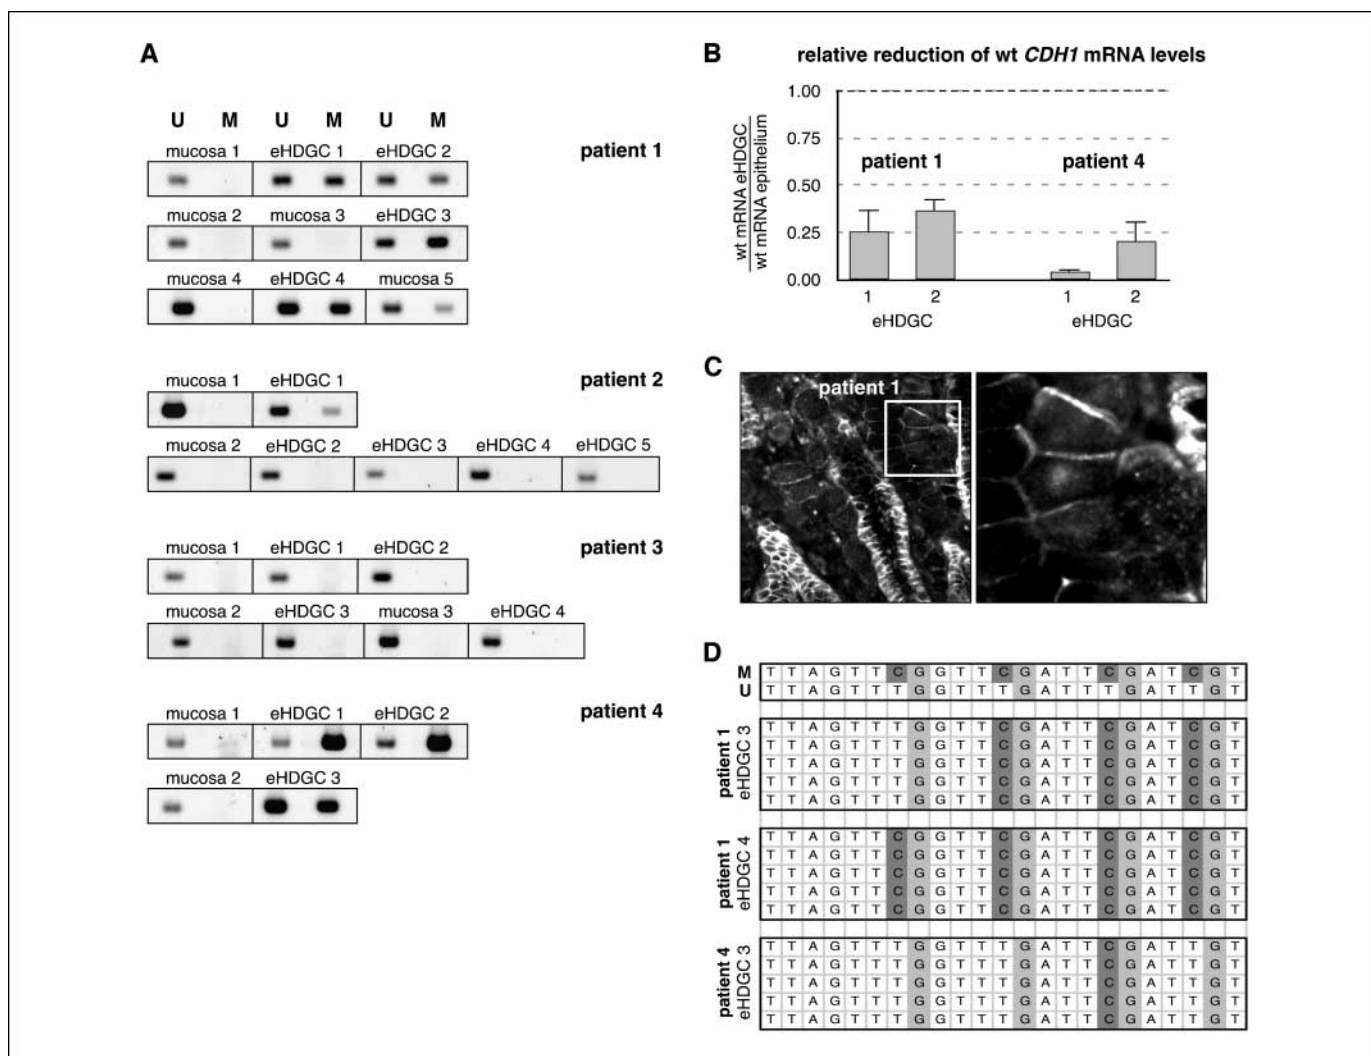 A
U M U M U M
mucosa 1 eHDGC 1 eHDGC 2 patient 1
mucosa 2 mucosa 3 eHDGC 3
mucosa 4 eHDGC 4 mucosa 5
mucosa 1 eHDGC 1 patient 2
mucosa 2 eHDGC 2 eHDGC 3 eHDGC 4 eHDGC 5
mucosa 1 eHDGC 1 eHDGC 2 patient 3
mucosa 2 eHDGC 3 mucosa 3 eHDGC 4
mucosa 1 eHDGC 1 eHDGC 2 patient 4
mucosa 2 eHDGC 3
B
relative reduction of wt CDH1 mRNA levels
wt mRNA eHDGC
wt mRNA epithelium
1.00
0.75
0.50
0.25
0.00
patient 1 patient 4
1 2 1 2
eHDGC eHDGC
C
patient 1
D
M T T A G T T C G G T T C G A T T C G A T C G T
U T T A G T T T G G T T T G A T T T G A T T G T
patient 1
eHDGC 3
T T A G T T T G G T T C G A T T C G A T C G T
T T A G T T T G G T T C G A T T C G A T C G T
T T A G T T T G G T T C G A T T C G A T C G T
T T A G T T T G G T T C G A T T C G A T C G T
T T A G T T T G G T T C G A T T C G A T C G T
patient 1
eHDGC 4
T T A G T T C G G T T C G A T T C G A T C G T
T T A G T T C G G T T C G A T T C G A T C G T
T T A G T T C G G T T C G A T T C G A T C G T
T T A G T T C G G T T C G A T T C G A T C G T
T T A G T T C G G T T C G A T T C G A T C G T
patient 4
eHDGC 3
T T A G T T T G G T T T G A T T C G A T T G T
T T A G T T T G G T T T G A T T C G A T T G T
T T A G T T T G G T T T G A T T C G A T T G T
T T A G T T T G G T T T G A T T C G A T T G T
T T A G T T T G G T T T G A T T C G A T T G T